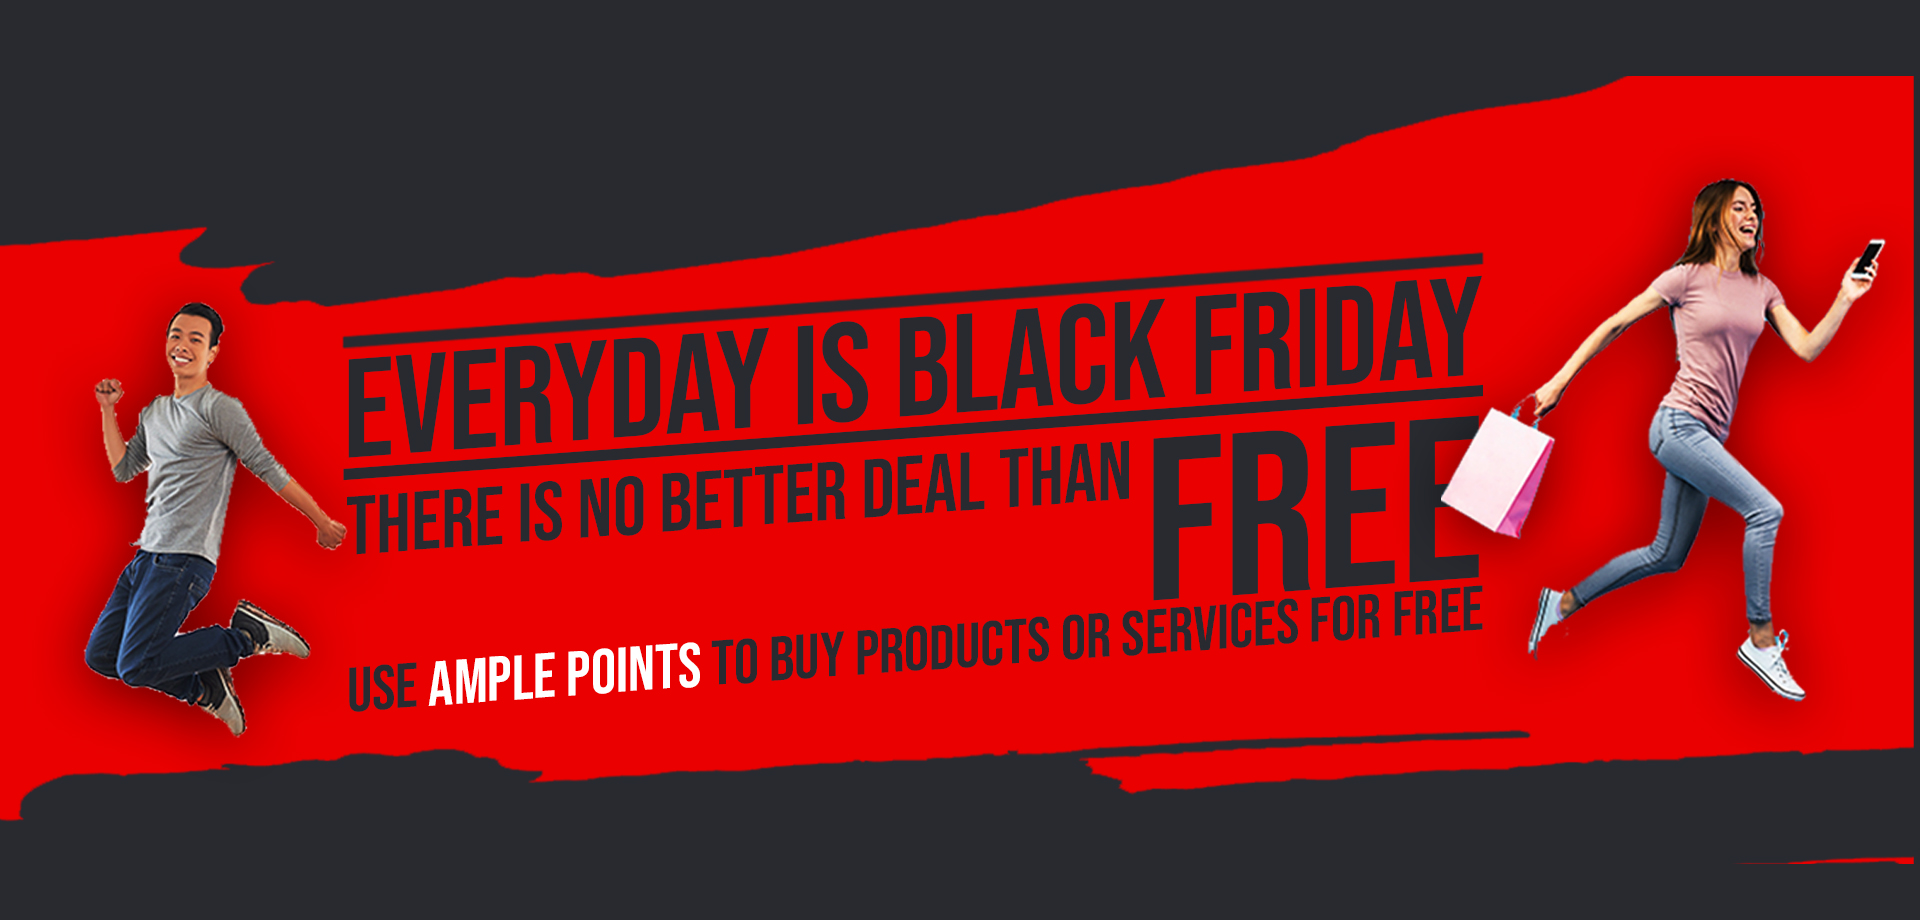 EVERYDAY IS BLACK FRIDAY
THERE IS NO BETTER DEAL THAN FREE
USE AMPLE POINTS TO BUY PRODUCTS OR SERVICES FOR FREE